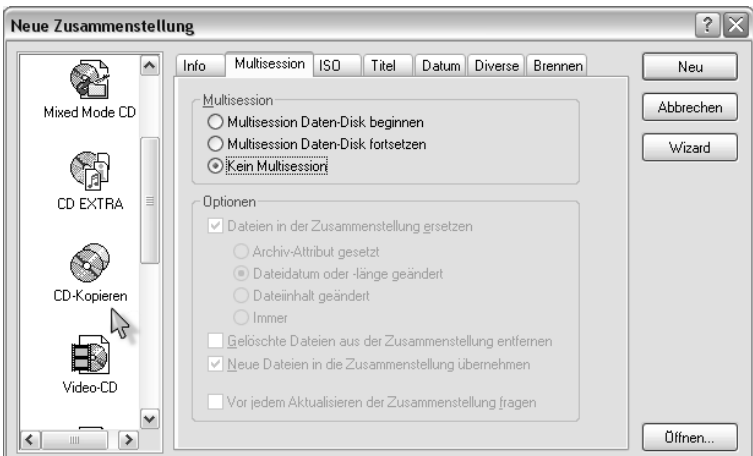 Neue Zusammenstellung
Mixed Mode CD
CD EXTRA
CD-Kopieren
Video-CD
Info
Multisession
ISO
Titel
Datum
Diverse
Brennen
Multisession
Multisession Daten-Disk beginnen
Multisession Daten-Disk fortsetzen
Kein Multisession
Optionen
Dateien in der Zusammenstellung ersetzen
Archiv-Attribut gesetzt
Dateidatum oder -länge geändert
Dateiinhalt geändert
Immer
Gelöschte Dateien aus der Zusammenstellung entfernen
Neue Dateien in die Zusammenstellung übernehmen
Vor jedem Aktualisieren der Zusammenstellung fragen
Neu
Abbrechen
Wizard
Öffnen...